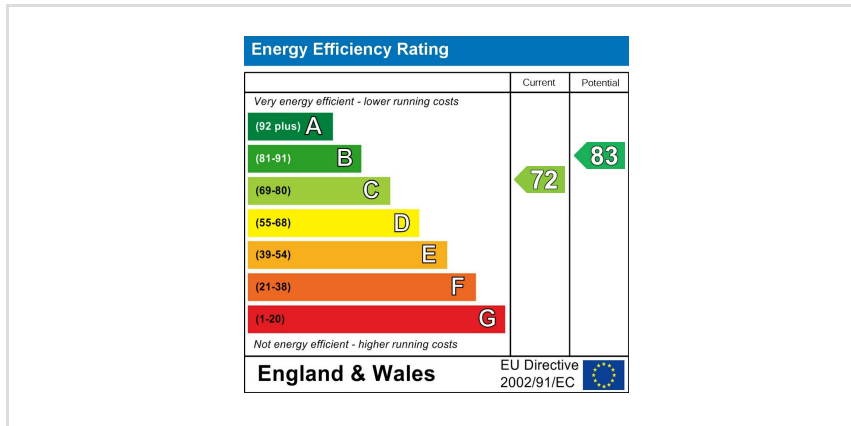 Energy Efficiency Rating
Current Potential
Very energy efficient - lower running costs
(92 plus) A
(81-91) B
83
(69-80) C
72
(55-68) D
(39-54) E
(21-38) F
(1-20) G
Not energy efficient - higher running costs
England & Wales
EU Directive
2002/91/EC